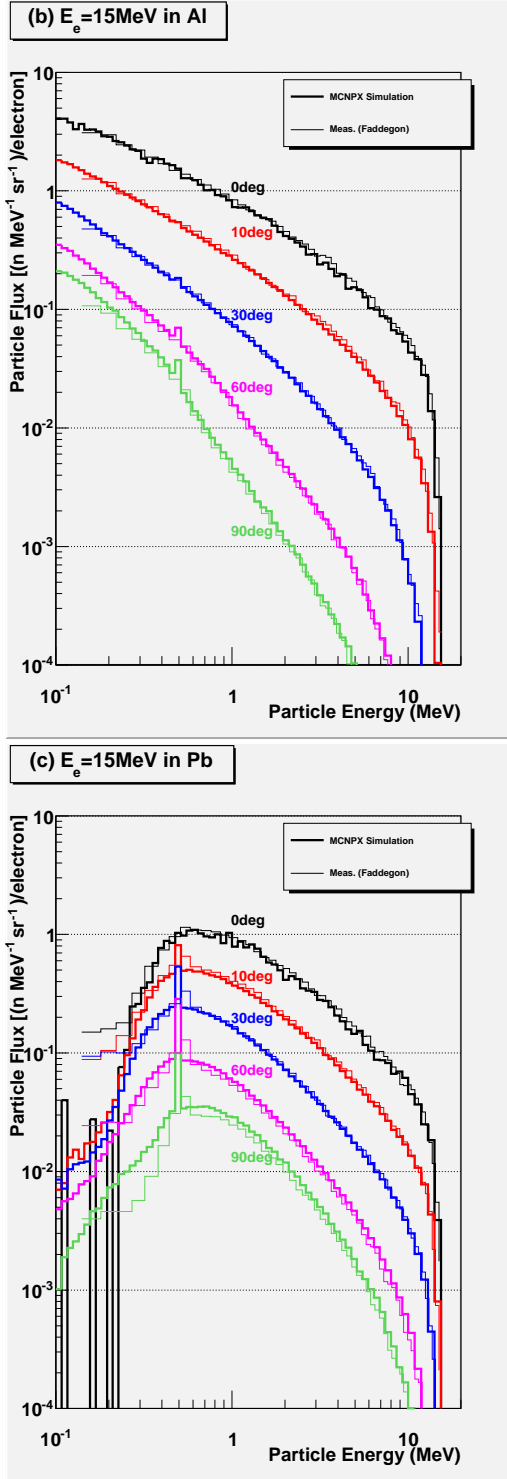 (b) E_e=15MeV in Al
Particle Flux [(n MeV⁻¹ sr⁻¹)/electron]
10
1
10⁻¹
10⁻²
10⁻³
10⁻⁴
MCNPX Simulation
Meas. (Faddegon)
0deg
10deg
30deg
60deg
90deg
10⁻¹
1
10
Particle Energy (MeV)
(c) E_e=15MeV in Pb
Particle Flux [(n MeV⁻¹ sr⁻¹)/electron]
10
1
10⁻¹
10⁻²
10⁻³
10⁻⁴
MCNPX Simulation
Meas. (Faddegon)
0deg
10deg
30deg
60deg
90deg
10⁻¹
1
10
Particle Energy (MeV)